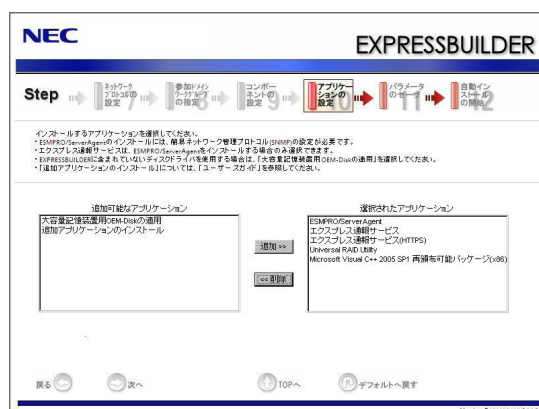 NEC
EXPRESSBUILDER
Step
ネットワークプロトコルの設定 7
参加ドメイン ワークグループの指定 8
コンポーネントの設定 9
アプリケーションの設定 10
パラメータのセーブ 11
自動インストールの開始 12
インストールするアプリケーションを選択してください。
・ESMPRO/ServerAgentのインストールには、簡易ネットワーク管理プロトコル(SNMP)の設定が必要です。
・エクスプレス通報サービスは、ESMPRO/ServerAgentをインストールする場合のみ選択できます。
・EXPRESSBUILDERに含まれていないディスクドライバを使用する場合は、「大容量記憶装置用OEM-Diskの適用」を選択してください。
・「追加アプリケーションのインストール」については、「ユーザーズガイド」を参照してください。
追加可能なアプリケーション
大容量記憶装置用OEM-Diskの適用
追加アプリケーションのインストール
追加 >>
<< 削除
選択されたアプリケーション
ESMPRO/ServerAgent
エクスプレス通報サービス
エクスプレス通報サービス(HTTPS)
Universal RAID Utility
Microsoft Visual C++ 2005 SP1 再頒布可能パッケージ(x86)
戻る
次へ
TOPへ
デフォルトへ戻す